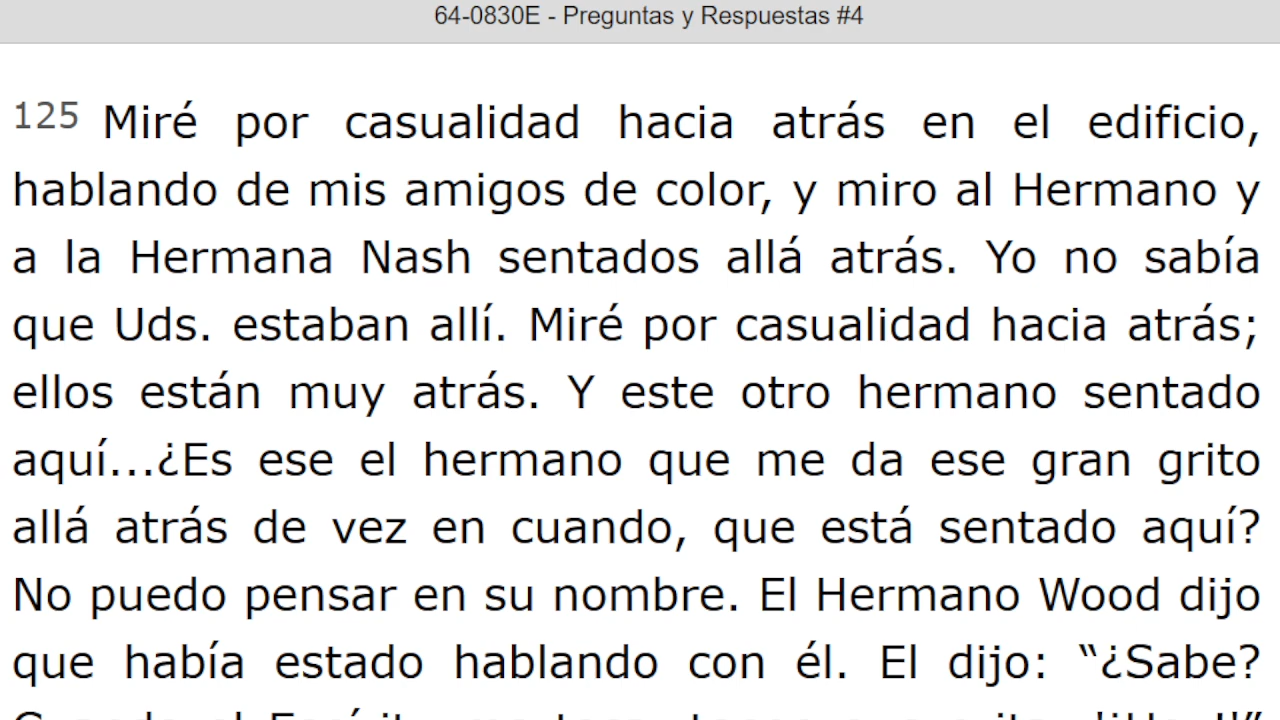 64-0830E - Preguntas y Respuestas #4
125 Miré por casualidad hacia atrás en el edificio,
hablando de mis amigos de color, y miro al Hermano y
a la Hermana Nash sentados allá atrás. Yo no sabía
que Uds. estaban allí. Miré por casualidad hacia atrás;
ellos están muy atrás. Y este otro hermano sentado
aquí...¿Es ese el hermano que me da ese gran grito
allá atrás de vez en cuando, que está sentado aquí?
No puedo pensar en su nombre. El Hermano Wood dijo
que había estado hablando con él. El dijo: “¿Sabe?